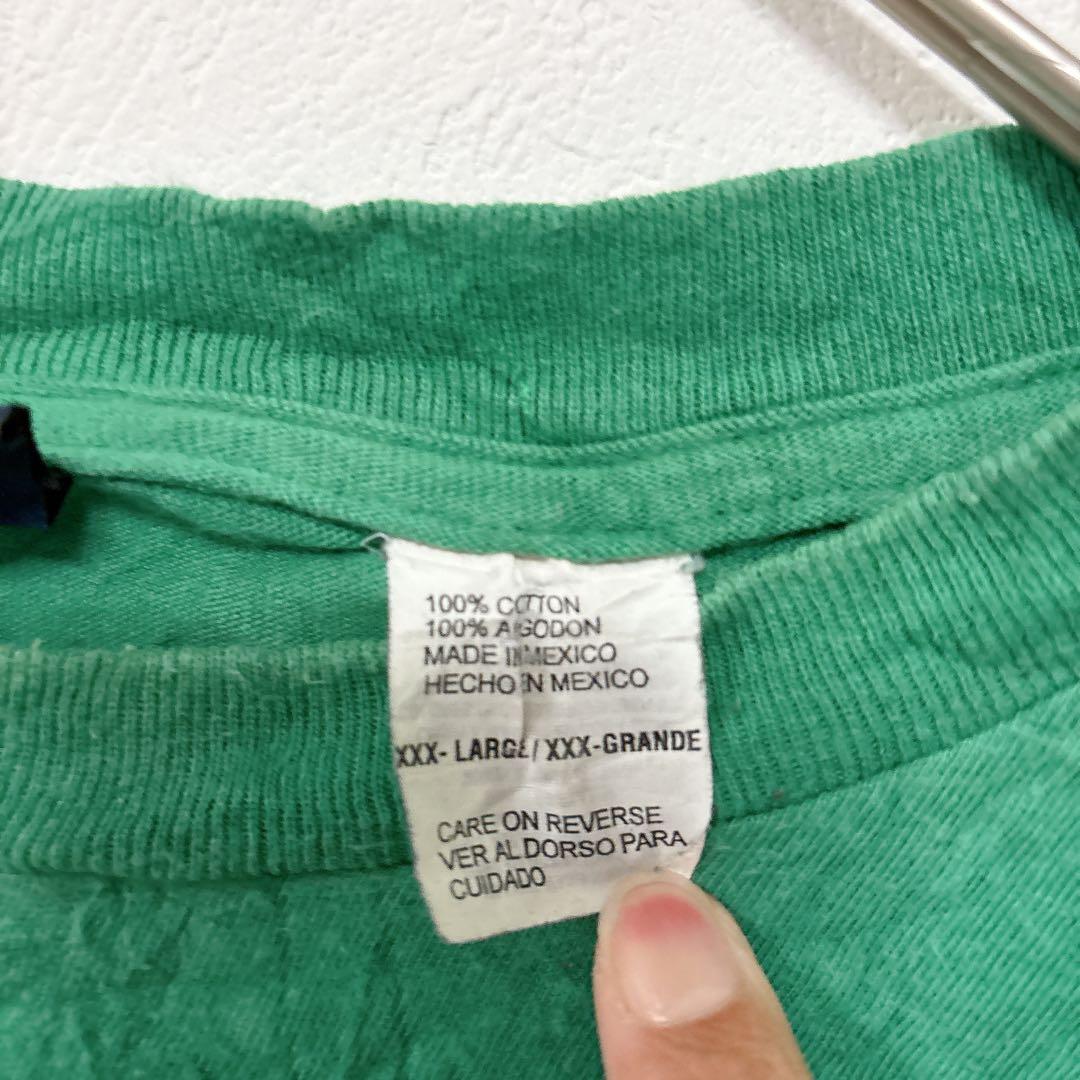 100% COTTON
100% ALGODON
MADE IN MEXICO
HECHO EN MEXICO
XXX- LARGE/ XXX-GRANDE
CARE ON REVERSE
VER AL DORSO PARA
CUIDADO